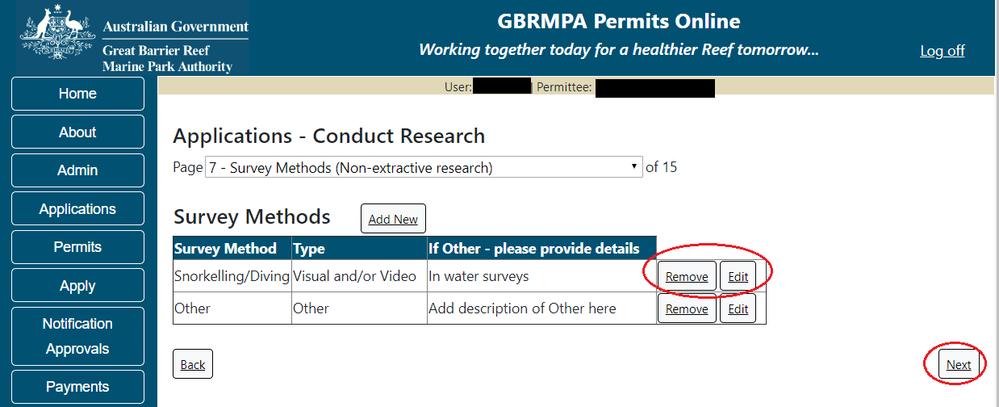 Australian Government
Great Barrier Reef
Marine Park Authority
GBRMPA Permits Online
Working together today for a healthier Reef tomorrow...
Log off
User: Permittee:
Home
About
Admin
Applications
Permits
Apply
Notification
Approvals
Payments
Applications - Conduct Research
Page 7 - Survey Methods (Non-extractive research) of 15
Survey Methods Add New
Survey Method Type If Other - please provide details
Snorkelling/Diving Visual and/or Video In water surveys Remove Edit
Other Other Add description of Other here Remove Edit
Back Next